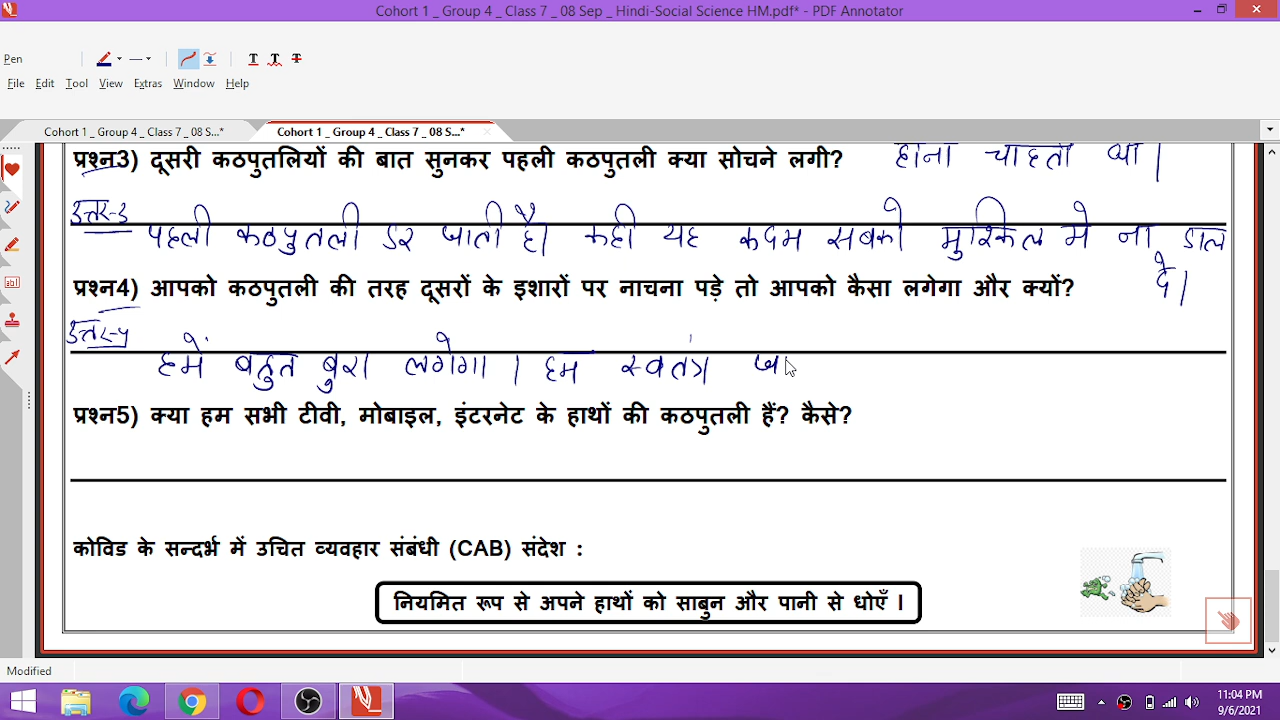 Cohort 1 _ Group 4 _ Class 7 _ 08 Sep _ Hindi-Social Science HM.pdf* - PDF Annotator
Pen
T T T
File Edit Tool View Extras Window Help
Cohort 1 _ Group 4 _ Class 7 _ 08 S...* Cohort 1 _ Group 4 _ Class 7 _ 08 S...*
प्रश्न3) दूसरी कठपुतलियों की बात सुनकर पहली कठपुतली क्या सोचने लगी? होना चाहती थी।
उत्तर-3
पहली कठपुतली डर जाती है। कही यह कदम सबको मुश्किल मे ना डाल
दे।
प्रश्न4) आपको कठपुतली की तरह दूसरों के इशारों पर नाचना पड़े तो आपको कैसा लगेगा और क्यों?
उत्तर-4
हमें बहुत बुरा लगेगा । हम स्वतंत्र
प्रश्न5) क्या हम सभी टीवी, मोबाइल, इंटरनेट के हाथों की कठपुतली हैं? कैसे?
कोविड के सन्दर्भ में उचित व्यवहार संबंधी (CAB) संदेश :
नियमित रूप से अपने हाथों को साबुन और पानी से धोएँ ।
Modified
11:04 PM
9/6/2021